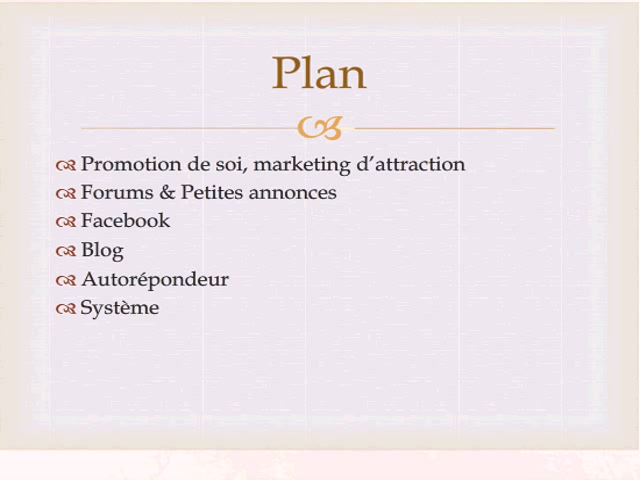 Plan
Promotion de soi, marketing d’attraction
Forums & Petites annonces
Facebook
Blog
Autorépondeur
Système